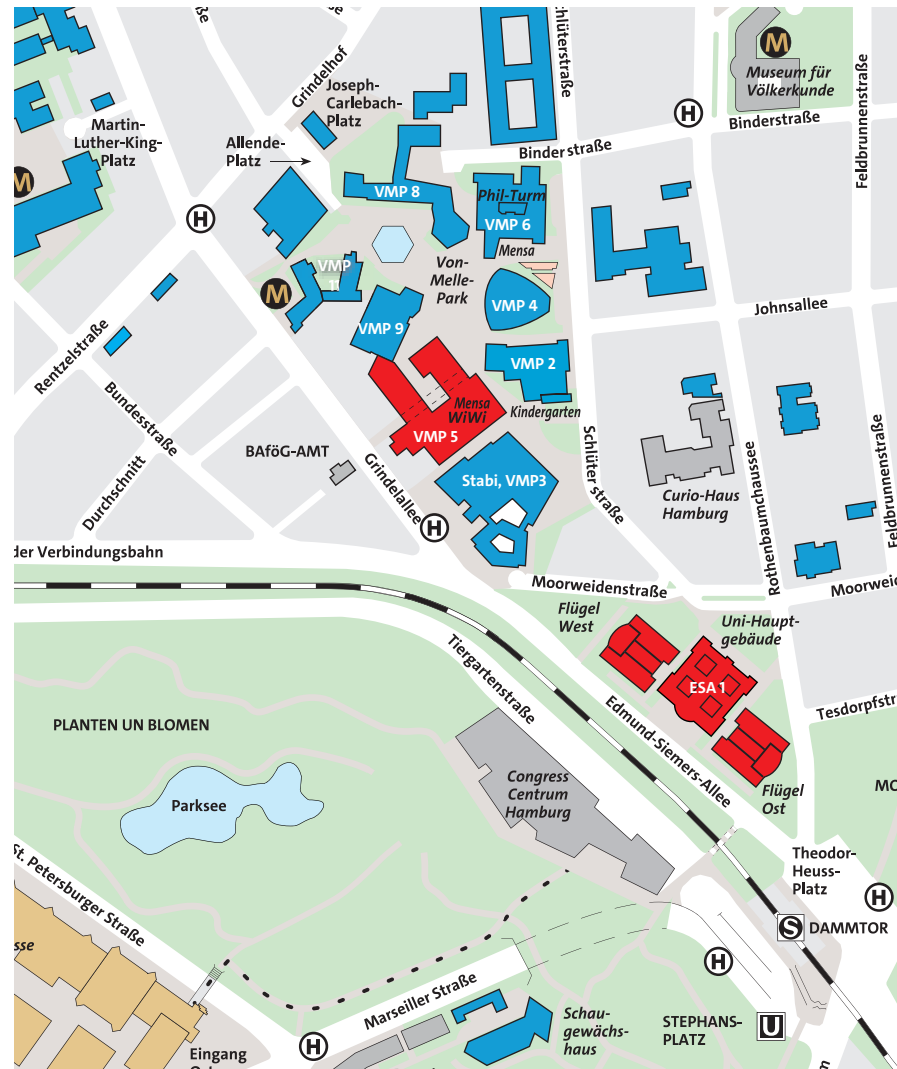 Grindelhof
Schlüterstraße
M
Museum für
Völkerkunde
Joseph-
Carlebach-
Platz
H
Binderstraße
Martin-
Luther-King-
Platz
Allende-
Platz
Binderstraße
Feldbrunnenstraße
M
VMP 8
Phil-Turm
VMP 6
H
Mensa
Von-
Melle-
Park
VMP
11
M
VMP 4
Johnsallee
VMP 9
Rentzelstraße
VMP 2
Bundesstraße
Mensa
WiWi
Kindergarten
VMP 5
BAföG-AMT
Schlüter straße
Feldbrunnenstraße
Durchschnitt
Grindelallee
Stabi, VMP3
Curio-Haus
Hamburg
Rothenbaumchaussee
H
der Verbindungsbahn
Moorweidenstraße
Moorweid
Flügel
West
Uni-Haupt-
gebäude
Tiergartenstraße
ESA 1
Edmund-Siemers-Allee
Tesdorpfstr
PLANTEN UN BLOMEN
Congress
Centrum
Hamburg
Flügel
Ost
MO
Parksee
Theodor-
Heuss-
Platz
St. Petersburger Straße
H
S DAMMTOR
sse
H
Marseiller Straße
Schau-
gewächs-
haus
STEPHANS-
PLATZ
U
H
Eingang